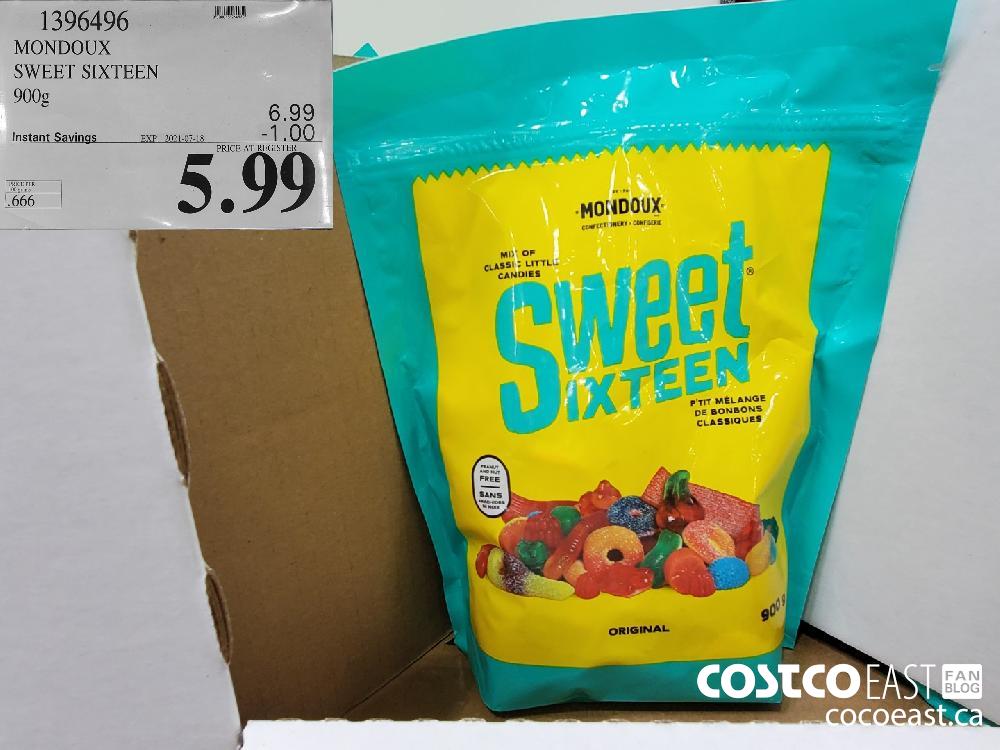 1396496
MONDOUX
SWEET SIXTEEN
900g
6.99
Instant Savings EXP 2021-07-18 -1.00
PRICE AT REGISTER
5.99
PRICE PER
.666
MONDOUX
CONFECTIONERY • CONFISERIE
MIX OF
CLASSIC LITTLE
CANDIES
Sweet®
SIXTEEN
P'TIT MÉLANGE
DE BONBONS
CLASSIQUES
PEANUT
AND NUT
FREE
SANS
ORIGINAL
900 g
COSTCO EAST FAN BLOG
cocoeast.ca